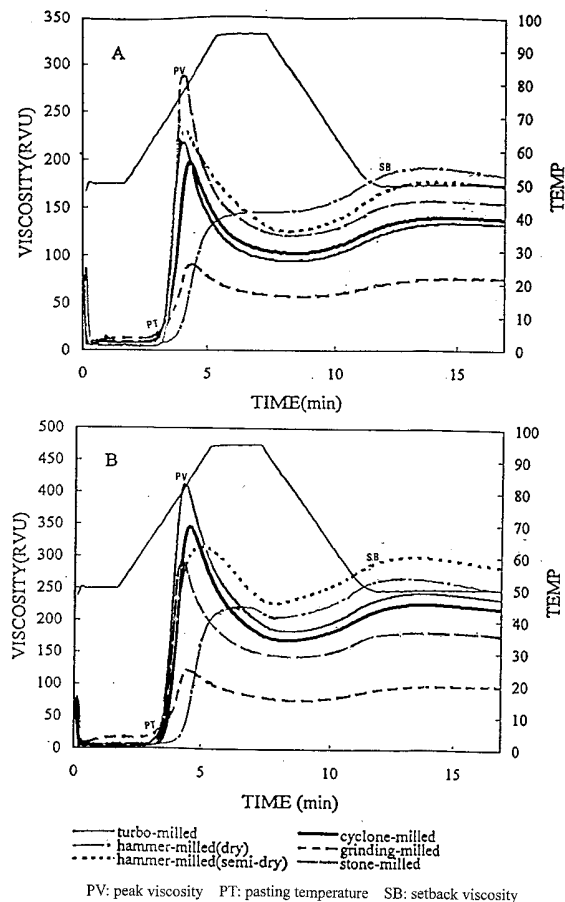 350
300
250
200
150
100
50
0
VISCOSITY(RVU)
A
PV
PT
SB
100
90
80
70
60
50
40
30
20
10
0
TEMP
0
5
10
15
TIME(min)
500
450
400
350
300
250
200
150
100
50
0
VISCOSITY(RVU)
B
PV
PT
SB
100
90
80
70
60
50
40
30
20
10
0
TEMP
0
5
10
15
TIME (min)
turbo-milled
cyclone-milled
hammer-milled(dry)
grinding-milled
hammer-milled(semi-dry)
stone-milled
PV: peak viscosity PT: pasting temperature SB: setback viscosity